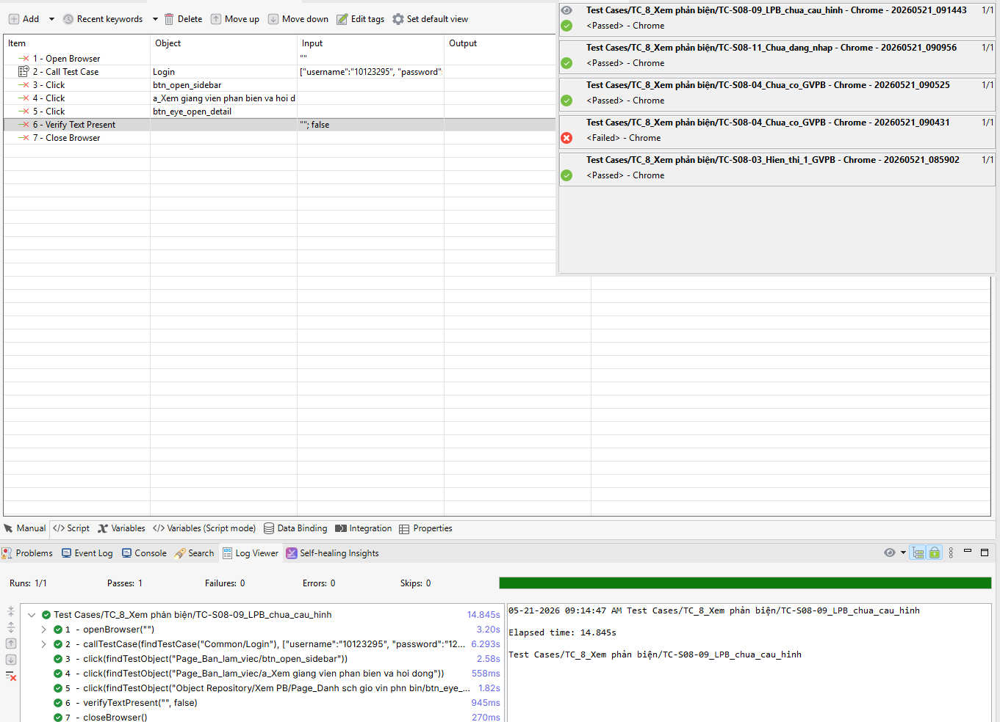 Add Recent keywords Delete Move up Move down Edit tags Set default view
Item Object Input Output
1 - Open Browser ""
2 - Call Test Case Login ["username":"10123295", "password":
3 - Click btn_open_sidebar
4 - Click a_Xem giang vien phan bien va hoi d
5 - Click btn_eye_open_detail
6 - Verify Text Present ""; false
7 - Close Browser
Test Cases/TC_8_Xem phản biện/TC-S08-09_LPB_chua_cau_hinh - Chrome - 20260521_091443 1/1
<Passed> - Chrome
Test Cases/TC_8_Xem phản biện/TC-S08-11_Chua_dang_nhap - Chrome - 20260521_090956 1/1
<Passed> - Chrome
Test Cases/TC_8_Xem phản biện/TC-S08-04_Chua_co_GVPB - Chrome - 20260521_090525 1/1
<Passed> - Chrome
Test Cases/TC_8_Xem phản biện/TC-S08-04_Chua_co_GVPB - Chrome - 20260521_090431 1/1
<Failed> - Chrome
Test Cases/TC_8_Xem phản biện/TC-S08-03_Hien_thi_1_GVPB - Chrome - 20260521_085902 1/1
<Passed> - Chrome
Manual </> Script Variables </> Variables (Script mode) Data Binding Integration Properties
Problems Event Log Console Search Log Viewer Self-healing Insights
Runs: 1/1 Passes: 1 Failures: 0 Errors: 0 Skips: 0
Test Cases/TC_8_Xem phản biện/TC-S08-09_LPB_chua_cau_hinh 14.845s
1 - openBrowser("") 3.20s
2 - callTestCase(findTestCase("Common/Login"), ["username":"10123295", "password":"12... 6.293s
3 - click(findTestObject("Page_Ban_lam_viec/btn_open_sidebar")) 2.58s
4 - click(findTestObject("Page_Ban_lam_viec/a_Xem giang vien phan bien va hoi dong")) 558ms
5 - click(findTestObject("Object Repository/Xem PB/Page_Danh sch gio vin phn bin/btn_eye_... 1.82s
6 - verifyTextPresent("", false) 945ms
7 - closeBrowser() 270ms
05-21-2026 09:14:47 AM Test Cases/TC_8_Xem phản biện/TC-S08-09_LPB_chua_cau_hinh
Elapsed time: 14.845s
Test Cases/TC_8_Xem phản biện/TC-S08-09_LPB_chua_cau_hinh